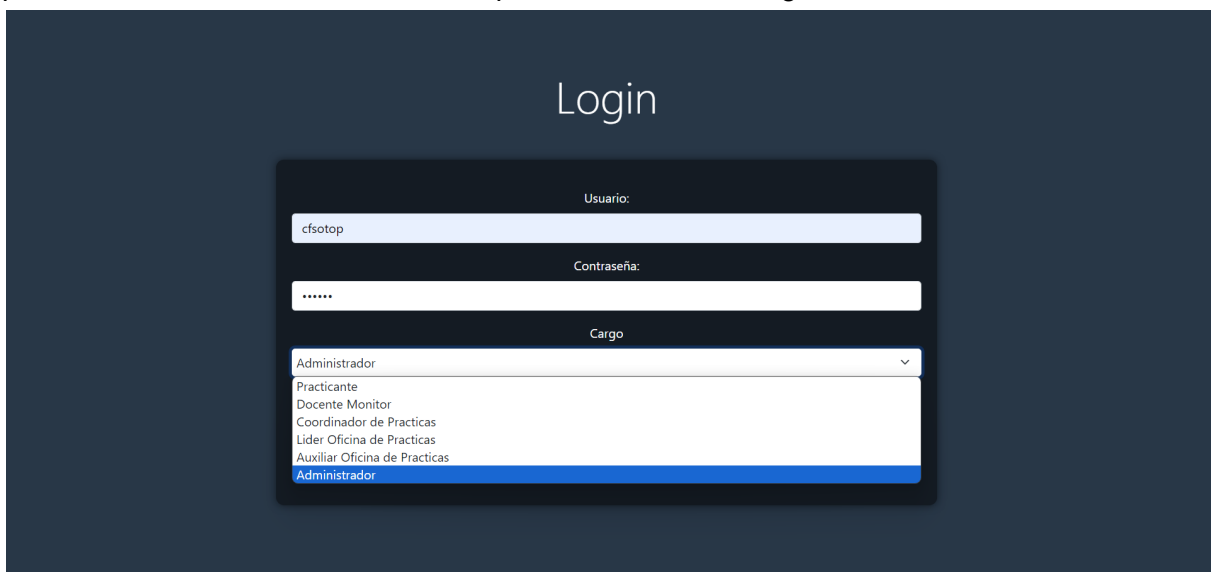 Login
Usuario:
cfsotop
Contraseña:
••••••
Cargo
Administrador
Practicante
Docente Monitor
Coordinador de Practicas
Lider Oficina de Practicas
Auxiliar Oficina de Practicas
Administrador